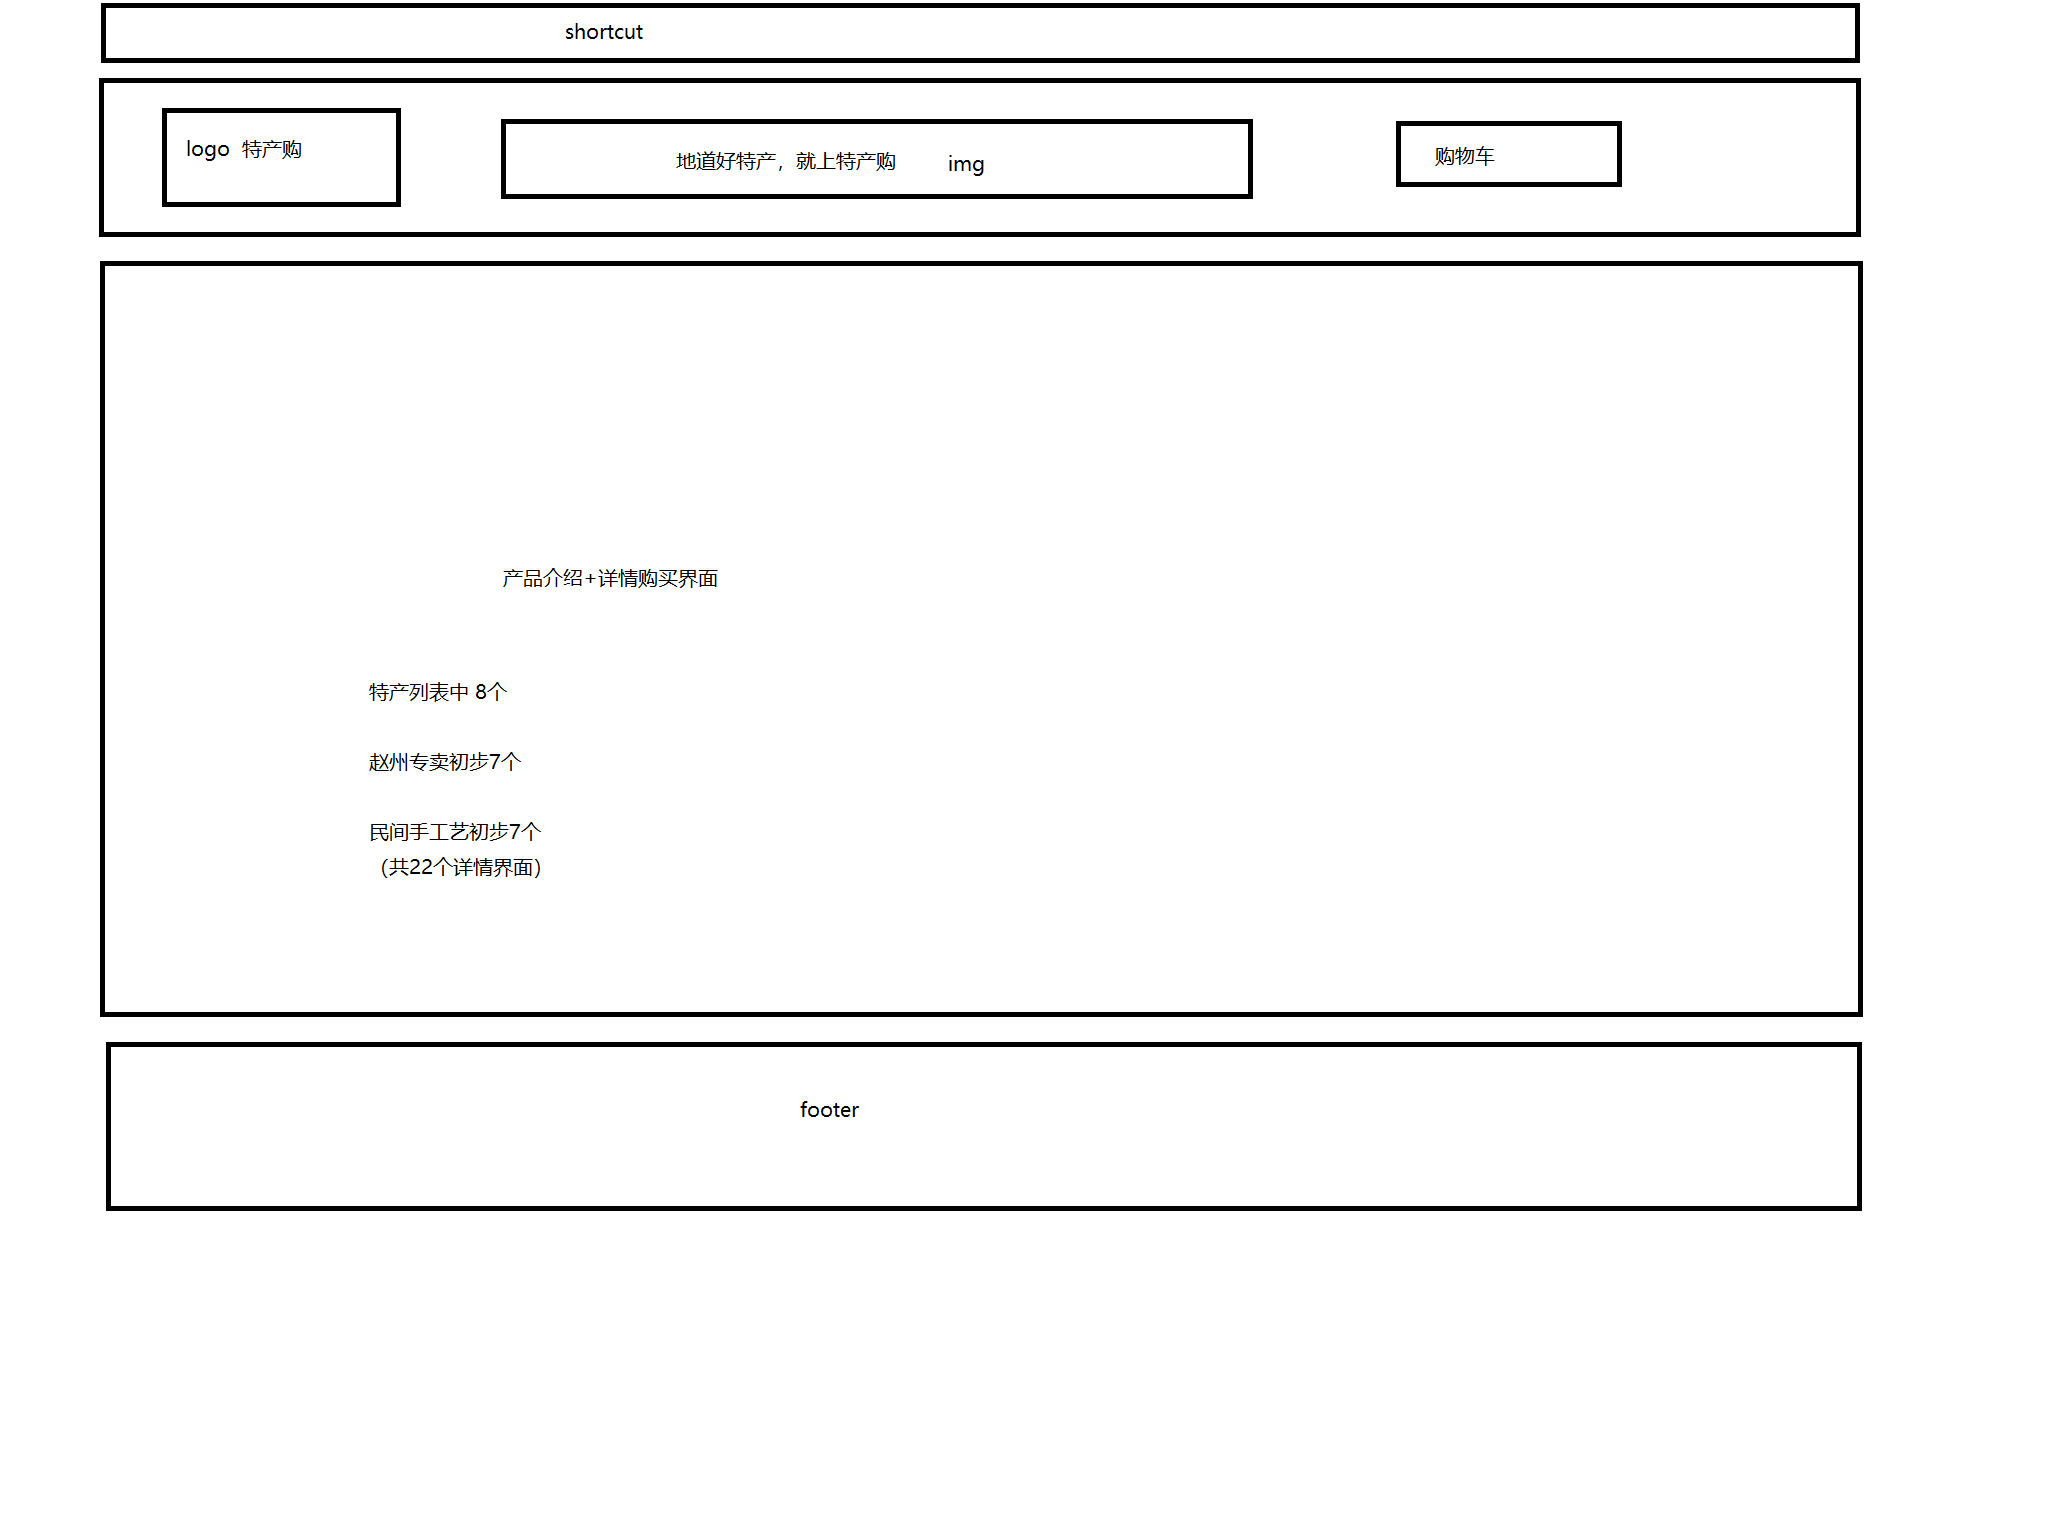 shortcut
logo 特产购
地道好特产，就上特产购 img
购物车
产品介绍+详情购买界面
特产列表中 8个
赵州专卖初步7个
民间手工艺初步7个
（共22个详情界面）
footer